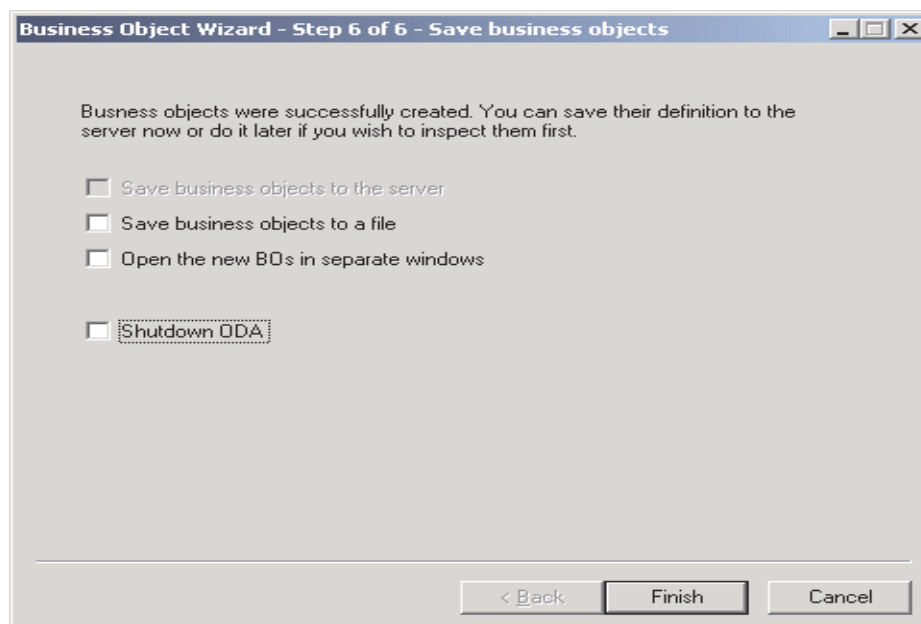 Business Object Wizard - Step 6 of 6 - Save business objects
Busness objects were successfully created. You can save their definition to the
server now or do it later if you wish to inspect them first.
Save business objects to the server
Save business objects to a file
Open the new BOs in separate windows
Shutdown ODA
< Back
Finish
Cancel